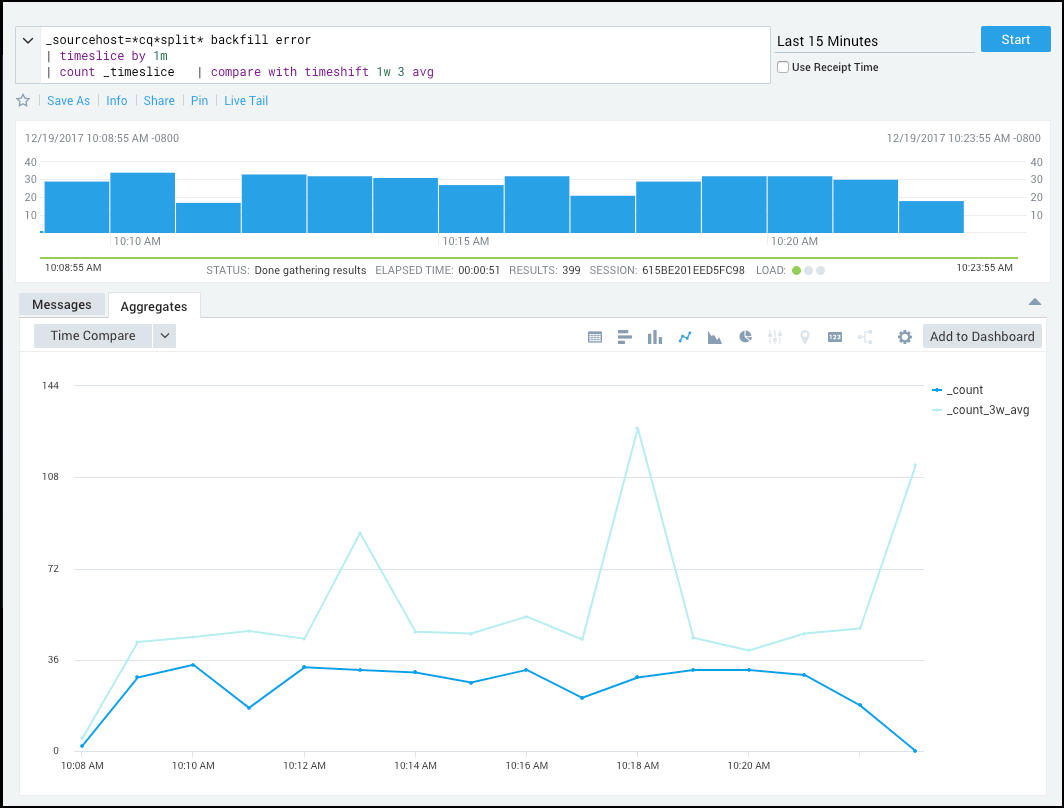 _sourcehost=*cq*split* backfill error
| timeslice by 1m
| count _timeslice | compare with timeshift 1w 3 avg
Last 15 Minutes
Start
Use Receipt Time
Save As
Info
Share
Pin
Live Tail
12/19/2017 10:08:55 AM -0800
12/19/2017 10:23:55 AM -0800
40
30
20
10
40
30
20
10
10:10 AM
10:15 AM
10:20 AM
10:08:55 AM
10:23:55 AM
STATUS: Done gathering results ELAPSED TIME: 00:00:51 RESULTS: 399 SESSION: 615BE201EED5FC98 LOAD:
Messages
Aggregates
Time Compare
123
Add to Dashboard
144
108
72
36
0
10:08 AM
10:10 AM
10:12 AM
10:14 AM
10:16 AM
10:18 AM
10:20 AM
_count
_count_3w_avg